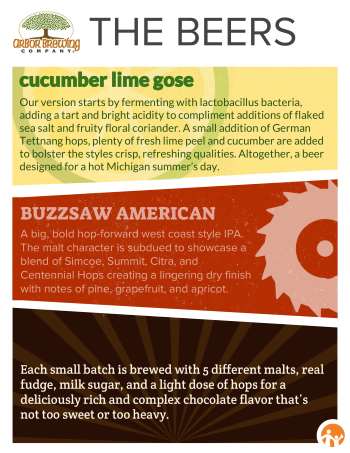 ARBOR BREWING
COMPANY
THE BEERS
cucumber lime gose
Our version starts by fermenting with lactobacillus bacteria,
adding a tart and bright acidity to compliment additions of flaked
sea salt and fruity floral coriander. A small addition of German
Tettnang hops, plenty of fresh lime peel and cucumber are added
to bolster the styles crisp, refreshing qualities. Altogether, a beer
designed for a hot Michigan summer's day.
BUZZSAW AMERICAN
A big, bold hop-forward west coast style IPA.
The malt character is subdued to showcase a
blend of Simcoe, Summit, Citra, and
Centennial Hops creating a lingering dry finish
with notes of pine, grapefruit, and apricot.
Each small batch is brewed with 5 different malts, real
fudge, milk sugar, and a light dose of hops for a
deliciously rich and complex chocolate flavor that's
not too sweet or too heavy.